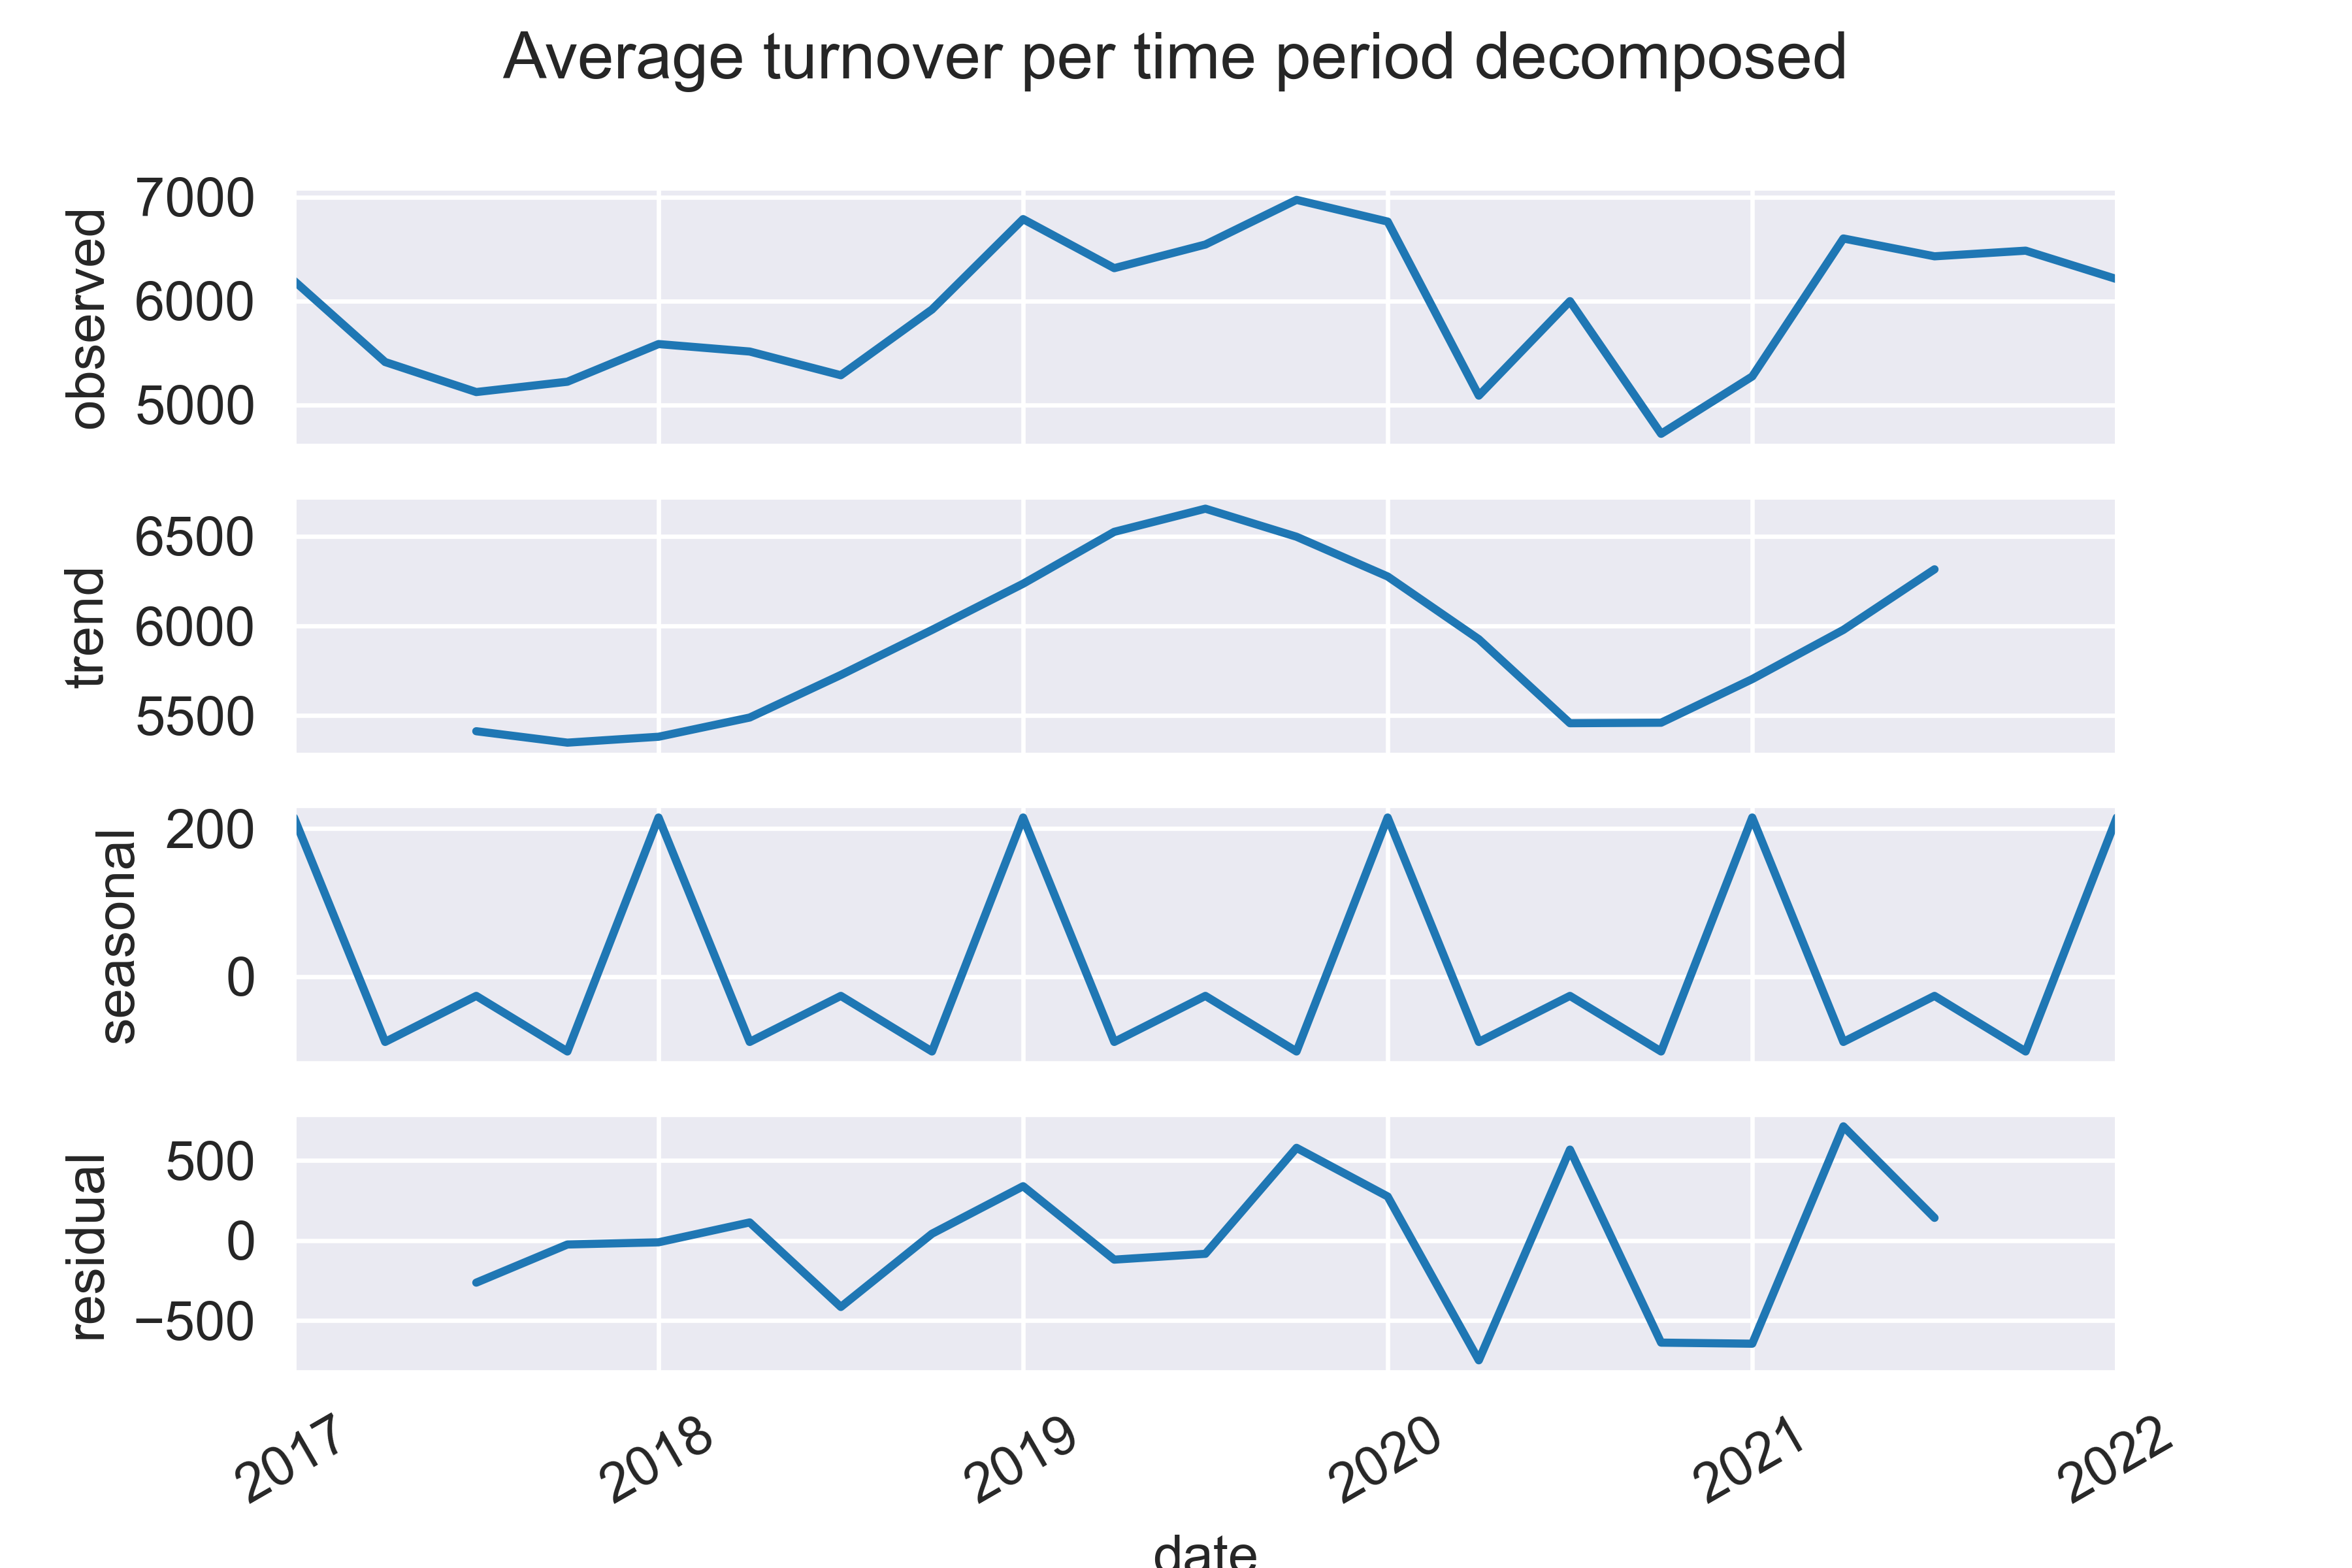 Average turnover per time period decomposed
7000
6000
5000
observed
6500
6000
5500
trend
200
0
seasonal
500
0
−500
residual
2017 2018 2019 2020 2021 2022
date